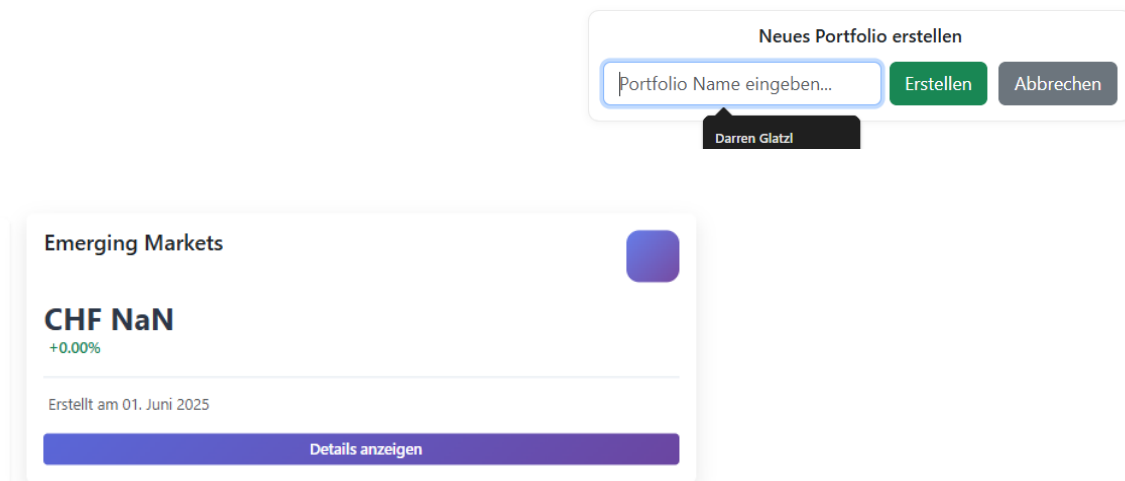 Neues Portfolio erstellen
Portfolio Name eingeben...
Erstellen
Abbrechen
Darren Glatzl
Emerging Markets
CHF NaN
+0.00%
Erstellt am 01. Juni 2025
Details anzeigen